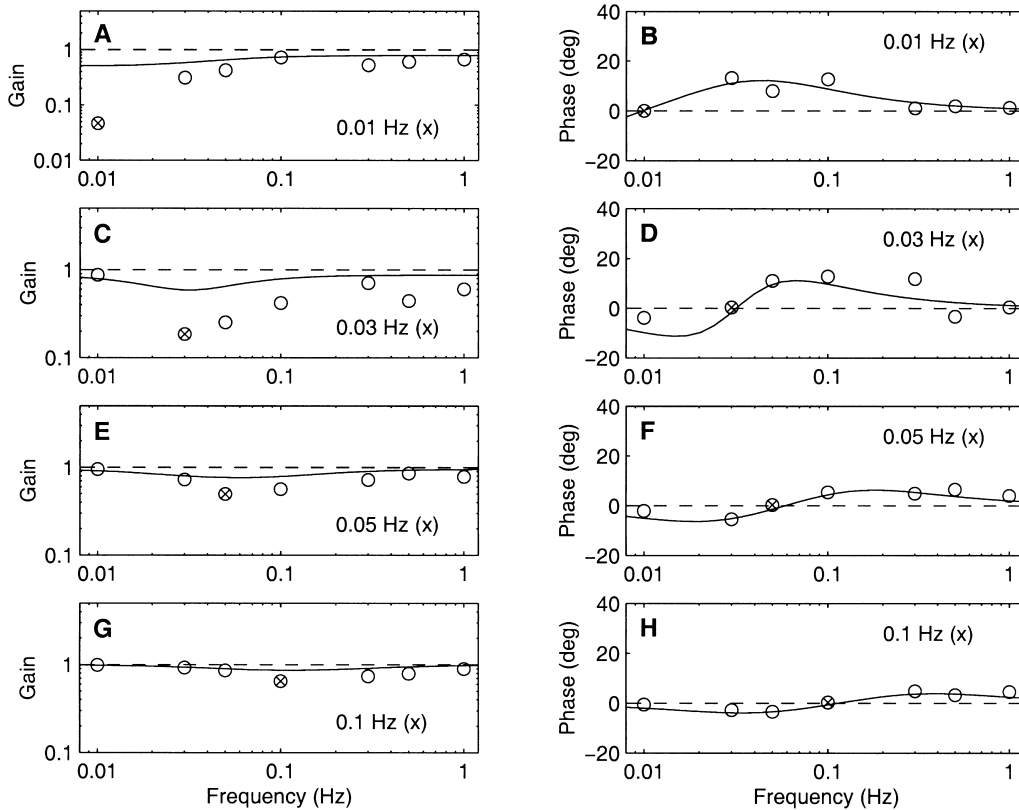 A
Gain
1
0.1
0.01
0.01 Hz (x)
0.01
0.1
1
B
Phase (deg)
40
20
0
−20
0.01 Hz (x)
0.01
0.1
1
C
Gain
1
0.1
0.03 Hz (x)
0.01
0.1
1
D
Phase (deg)
40
20
0
−20
0.03 Hz (x)
0.01
0.1
1
E
Gain
1
0.1
0.05 Hz (x)
0.01
0.1
1
F
Phase (deg)
40
20
0
−20
0.05 Hz (x)
0.01
0.1
1
G
Gain
1
0.1
0.1 Hz (x)
0.01
0.1
1
Frequency (Hz)
H
Phase (deg)
40
20
0
−20
0.1 Hz (x)
0.01
0.1
1
Frequency (Hz)